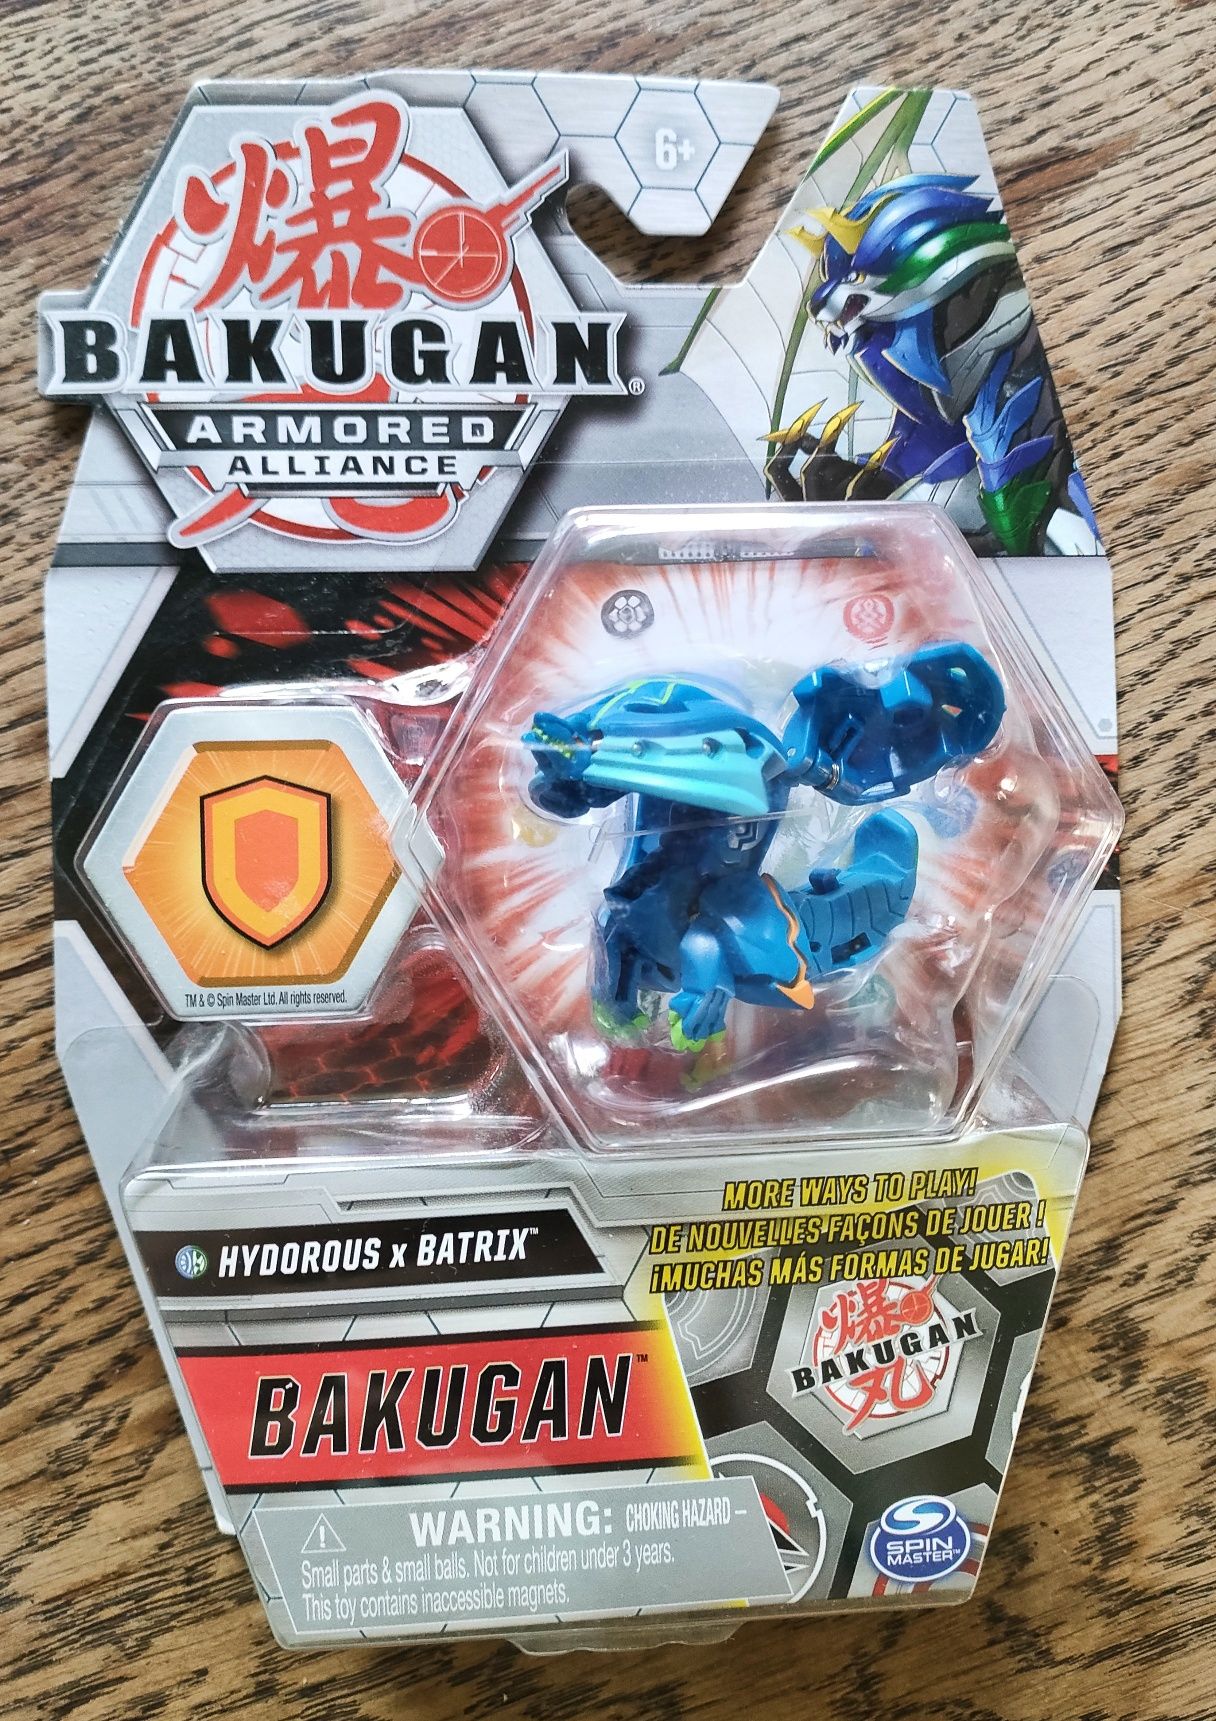 6+
爆
BAKUGAN®
ARMORED
ALLIANCE
TM & © Spin Master Ltd. All rights reserved.
MORE WAYS TO PLAY!
DE NOUVELLES FAÇONS DE JOUER !
¡MUCHAS MÁS FORMAS DE JUGAR!
HYDOROUS x BATRIX™
爆
BAKUGAN
丸
BAKUGAN™
WARNING: CHOKING HAZARD –
Small parts & small balls. Not for children under 3 years.
This toy contains inaccessible magnets.
SPIN
MASTER™